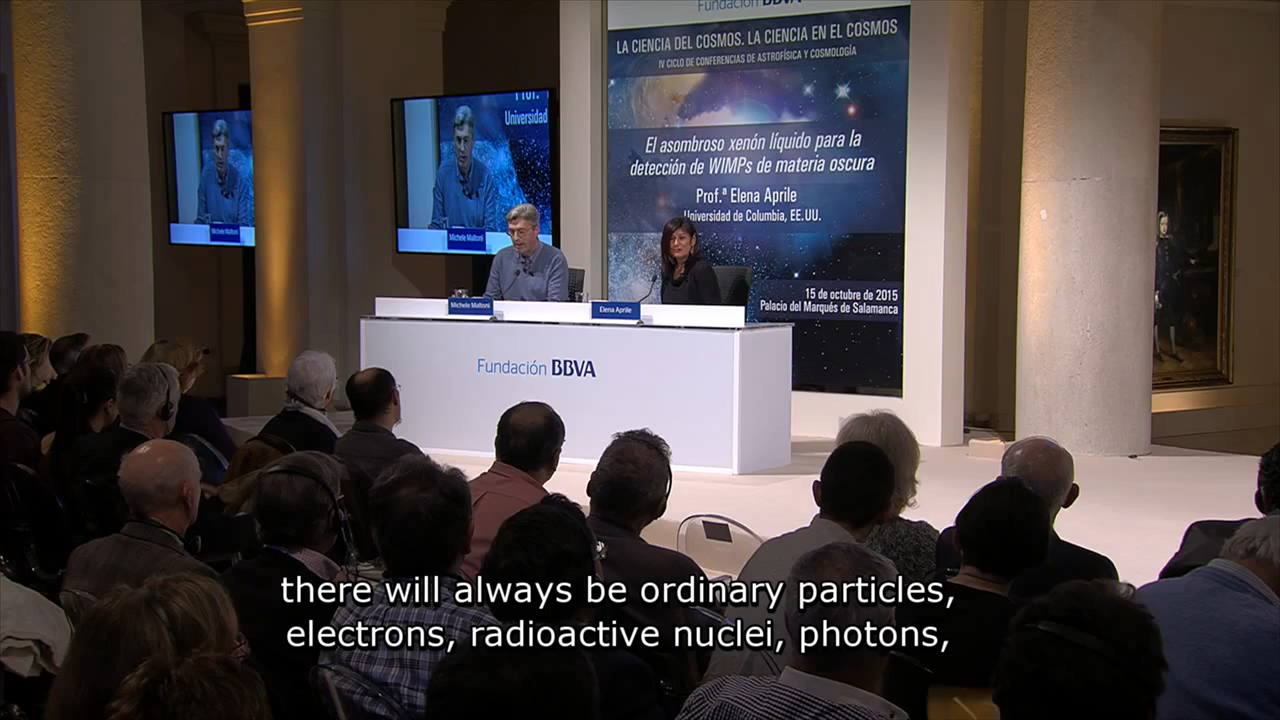 Fundación BBVA
LA CIENCIA DEL COSMOS. LA CIENCIA EN EL COSMOS
IV CICLO DE CONFERENCIAS DE ASTROFÍSICA Y COSMOLOGÍA
El asombroso xenón líquido para la
detección de WIMPs de materia oscura
Prof.ª Elena Aprile
Universidad de Columbia, EE.UU.
15 de octubre de 2015
Palacio del Marqués de Salamanca
Prof.
Universidad
Michele Maltoni
Michele Maltoni
Michele Maltoni
Elena Aprile
Fundación BBVA
there will always be ordinary particles,
electrons, radioactive nuclei, photons,